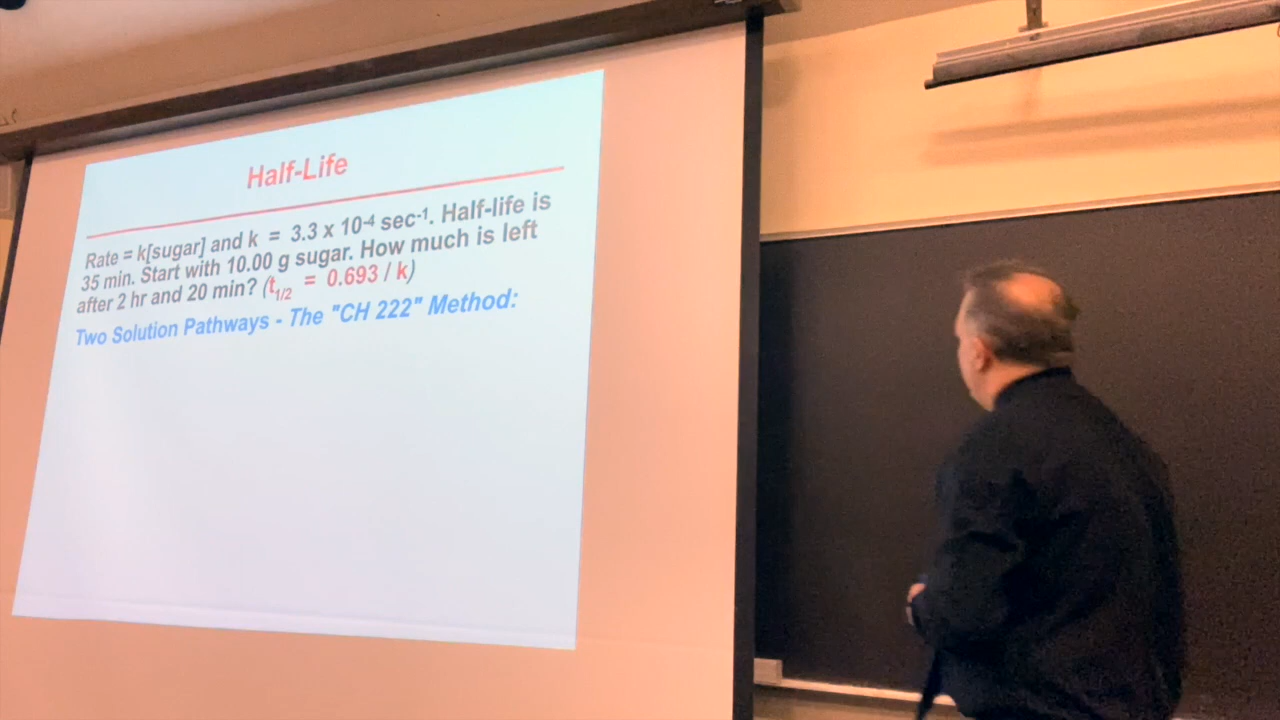 Half-Life
Rate = k[sugar] and k = 3.3 x 10⁻⁴ sec⁻¹. Half-life is
35 min. Start with 10.00 g sugar. How much is left
after 2 hr and 20 min? (t₁/₂ = 0.693 / k)
Two Solution Pathways - The "CH 222" Method: